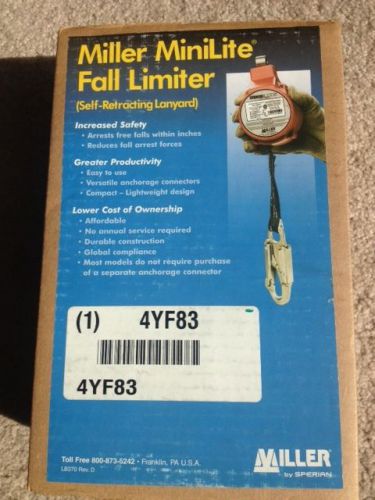 Miller MiniLite®
Fall Limiter
(Self-Retracting Lanyard)
Increased Safety
• Arrests free falls within inches
• Reduces fall arrest forces
Greater Productivity
• Easy to use
• Versatile anchorage connectors
• Compact – Lightweight design
Lower Cost of Ownership
• Affordable
• No annual service required
• Durable construction
• Global compliance
• Most models do not require purchase
of a separate anchorage connector
MILLER
(1) 4YF83
4YF83
Toll Free 800-873-5242 • Franklin, PA U.S.A.
LB370 Rev. D
MILLER
by SPERIAN